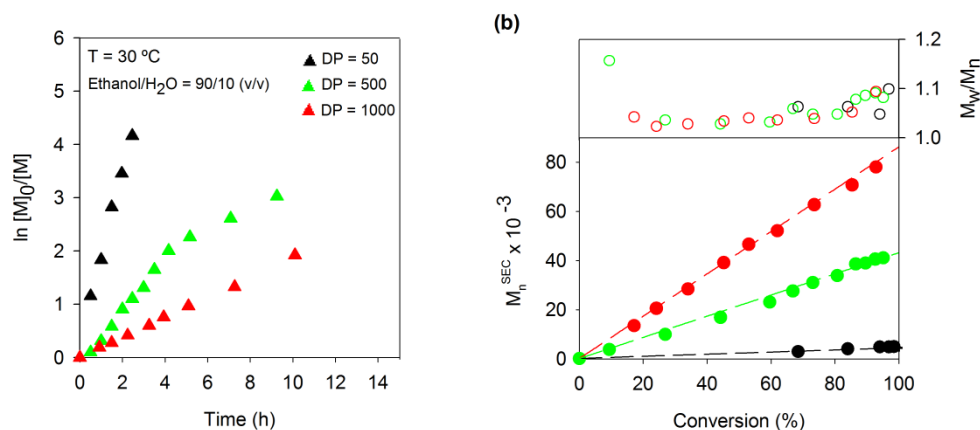 6
5
4
3
2
1
0
ln [M]0/[M]
T = 30 ºC
Ethanol/H2O = 90/10 (v/v)
DP = 50
DP = 500
DP = 1000
0 2 4 6 8 10 12 14
Time (h)
(b)
1.2
1.1
1.0
Mw/Mn
80
60
40
20
0
MnSEC x 10-3
0 20 40 60 80 100
Conversion (%)